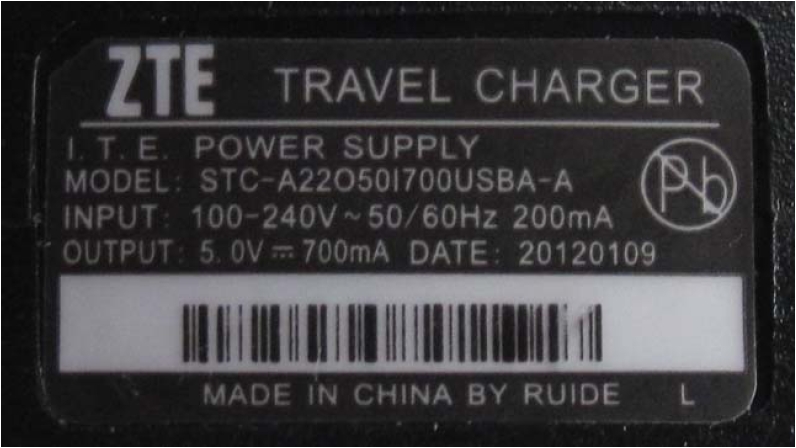 ZTE TRAVEL CHARGER
I.T.E. POWER SUPPLY
MODEL: STC-A22O50I700USBA-A
INPUT: 100-240V~50/60Hz 200mA
OUTPUT: 5.0V⎓700mA DATE: 20120109
Pb
MADE IN CHINA BY RUIDE L